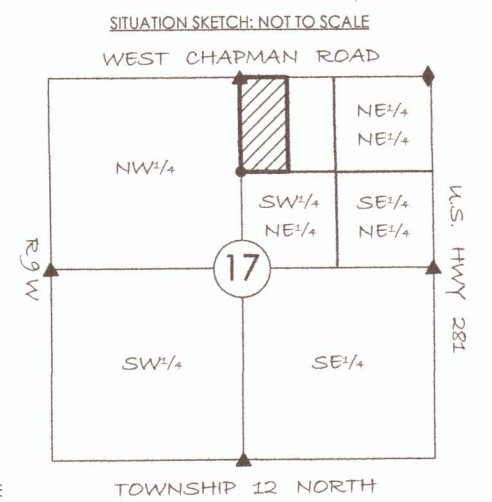 SITUATION SKETCH: NOT TO SCALE
WEST CHAPMAN ROAD
NE¹/₄
NE¹/₄
NW¹/₄
SW¹/₄
NE¹/₄
SE¹/₄
NE¹/₄
U.S. HWY 281
R9W
17
SW¹/₄
SE¹/₄
TOWNSHIP 12 NORTH